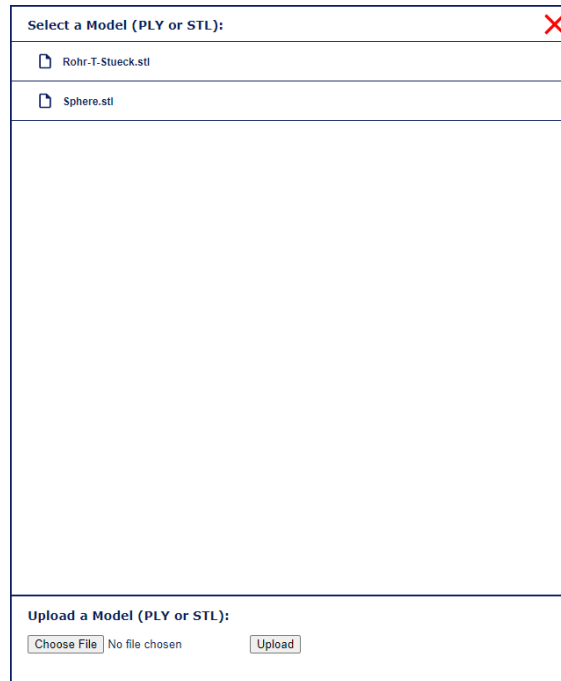 Select a Model (PLY or STL):
Rohr-T-Stueck.stl
Sphere.stl
Upload a Model (PLY or STL):
Choose File No file chosen Upload